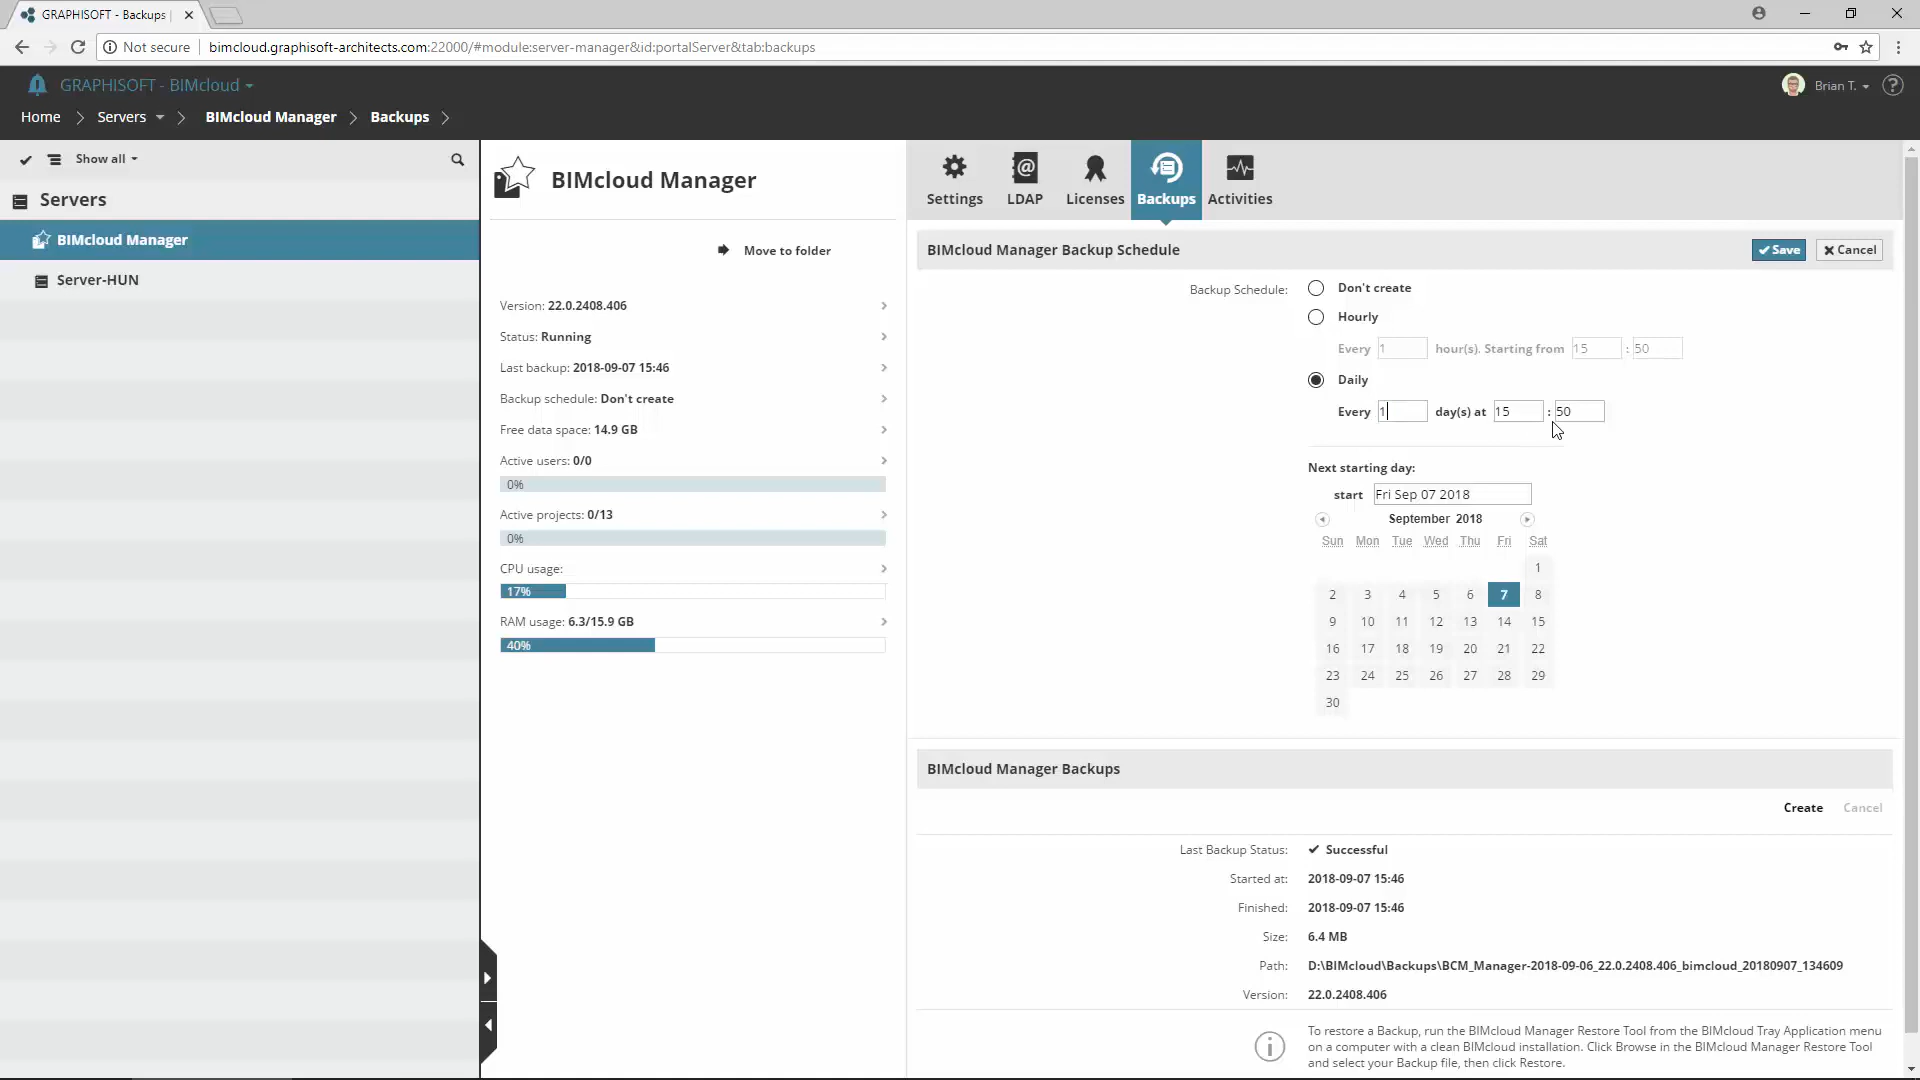 GRAPHISOFT - Backups
Not secure
bimcloud.graphisoft-architects.com:22000/#module:server-manager&id:portalServer&tab:backups
GRAPHISOFT - BIMcloud
Brian T.
?
Home
Servers
BIMcloud Manager
Backups
Show all
Servers
BIMcloud Manager
Server-HUN
BIMcloud Manager
Move to folder
Version: 22.0.2408.406
Status: Running
Last backup: 2018-09-07 15:46
Backup schedule: Don't create
Free data space: 14.9 GB
Active users: 0/0
0%
Active projects: 0/13
0%
CPU usage:
17%
RAM usage: 6.3/15.9 GB
40%
Settings
LDAP
Licenses
Backups
Activities
BIMcloud Manager Backup Schedule
Save
Cancel
Backup Schedule:
Don't create
Hourly
Every 1 hour(s). Starting from 15 : 50
Daily
Every 1 day(s) at 15 : 50
Next starting day:
start Fri Sep 07 2018
September 2018
Sun Mon Tue Wed Thu Fri Sat
1
2 3 4 5 6 7 8
9 10 11 12 13 14 15
16 17 18 19 20 21 22
23 24 25 26 27 28 29
30
BIMcloud Manager Backups
Create
Cancel
Last Backup Status: Successful
Started at: 2018-09-07 15:46
Finished: 2018-09-07 15:46
Size: 6.4 MB
Path: D:\BIMcloud\Backups\BCM_Manager-2018-09-06_22.0.2408.406_bimcloud_20180907_134609
Version: 22.0.2408.406
To restore a Backup, run the BIMcloud Manager Restore Tool from the BIMcloud Tray Application menu
on a computer with a clean BIMcloud installation. Click Browse in the BIMcloud Manager Restore Tool
and select your Backup file, then click Restore.